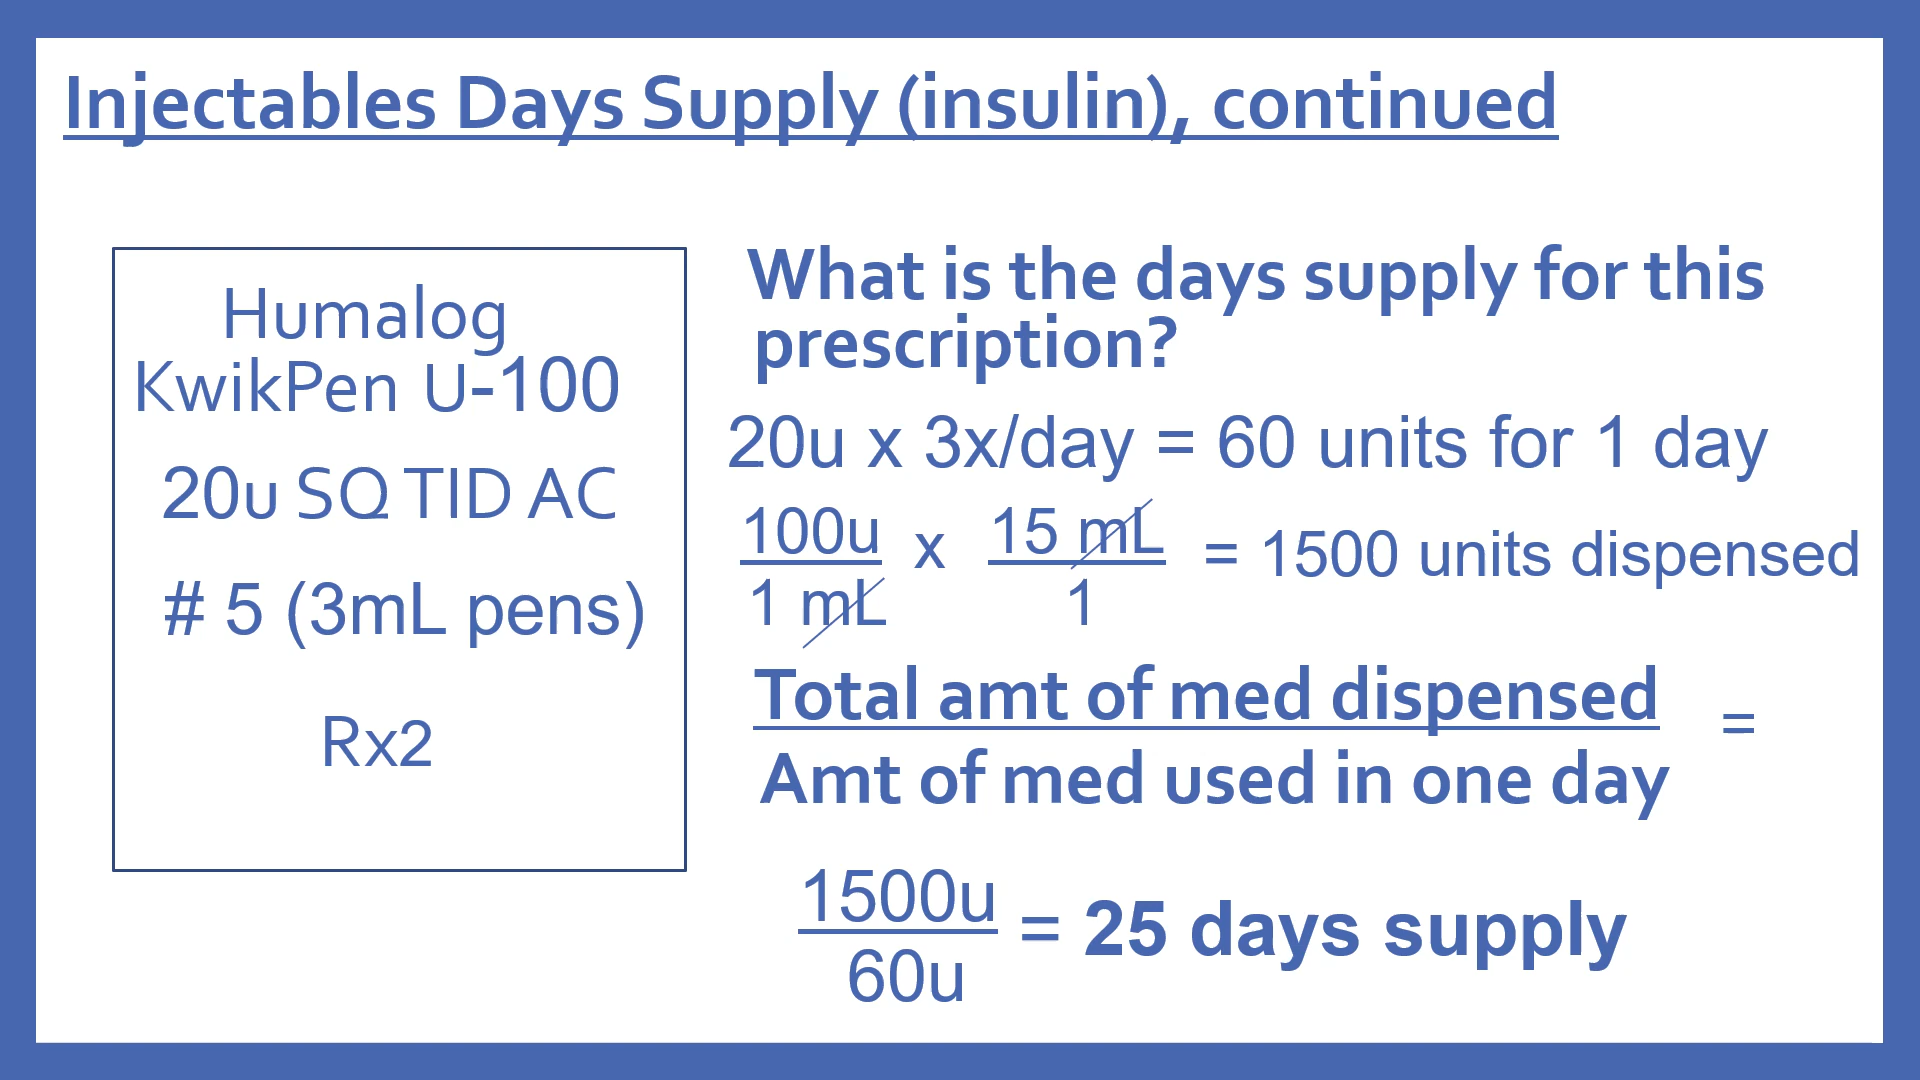 Injectables Days Supply (insulin), continued
Humalog
KwikPen U-100
20u SQ TID AC
# 5 (3mL pens)
Rx2
What is the days supply for this
prescription?
20u x 3x/day = 60 units for 1 day
100u x 15 mL = 1500 units dispensed
1 mL 1
Total amt of med dispensed =
Amt of med used in one day
1500u = 25 days supply
60u